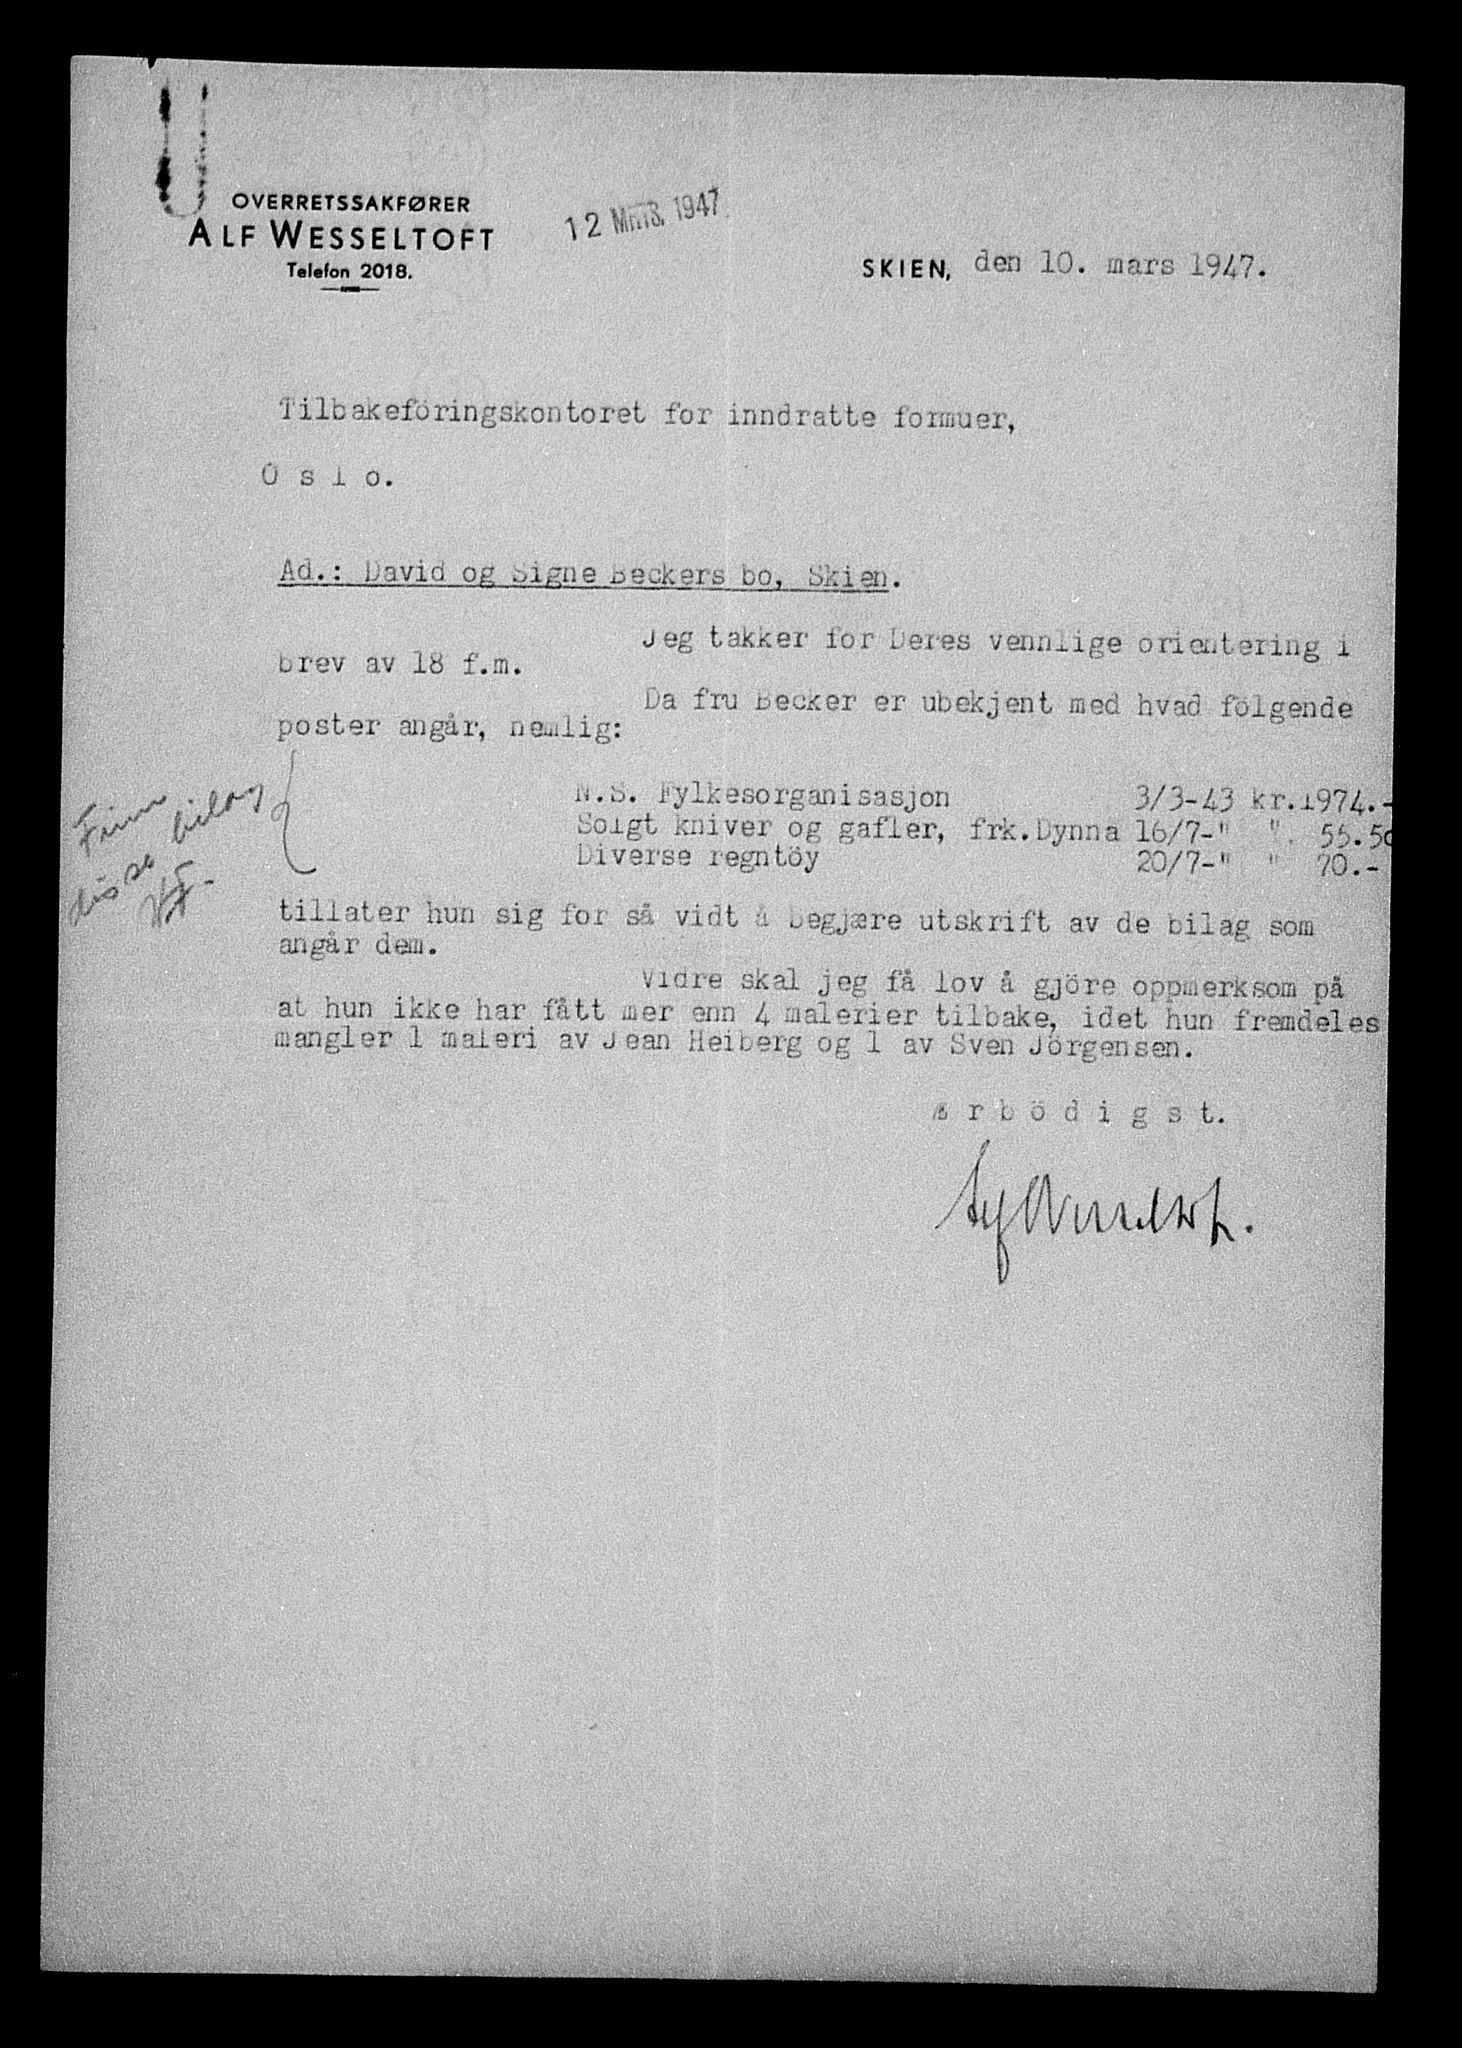 OVERRETSSAKFØRER
ALF WESSELTOFT
Telefon 2018.
12 Mars. 1947.
SKIEN, den 10. mars 1947.
Tilbakeföringskontoret for inndratte formuer,
O s l o.
Ad.: David og Signe Beckers bo, Skien.
Jeg takker for Deres vennlige orientering i
brev av 18 f.m.
Da fru Becker er ubekjent med hvad fölgende
poster angår, nemlig:
Finn
disse bilag
N.S. Fylkesorganisasjon 3/3-43 kr.1974.-
Solgt kniver og gafler, frk.Dynna 16/7-" ". 55.50
Diverse regntöy 20/7-" " 70.-
tillater hun sig for så vidt å begjære utskrift av de bilag som
angår dem.
Vidre skal jeg få lov å gjöre oppmerksom på
at hun ikke har fått mer enn 4 malerier tilbake, idet hun fremdeles
mangler 1 maleri av Jean Heiberg og 1 av Sven Jörgensen.
Æ r b ö d i g s t.
Alf Wesseltoft.